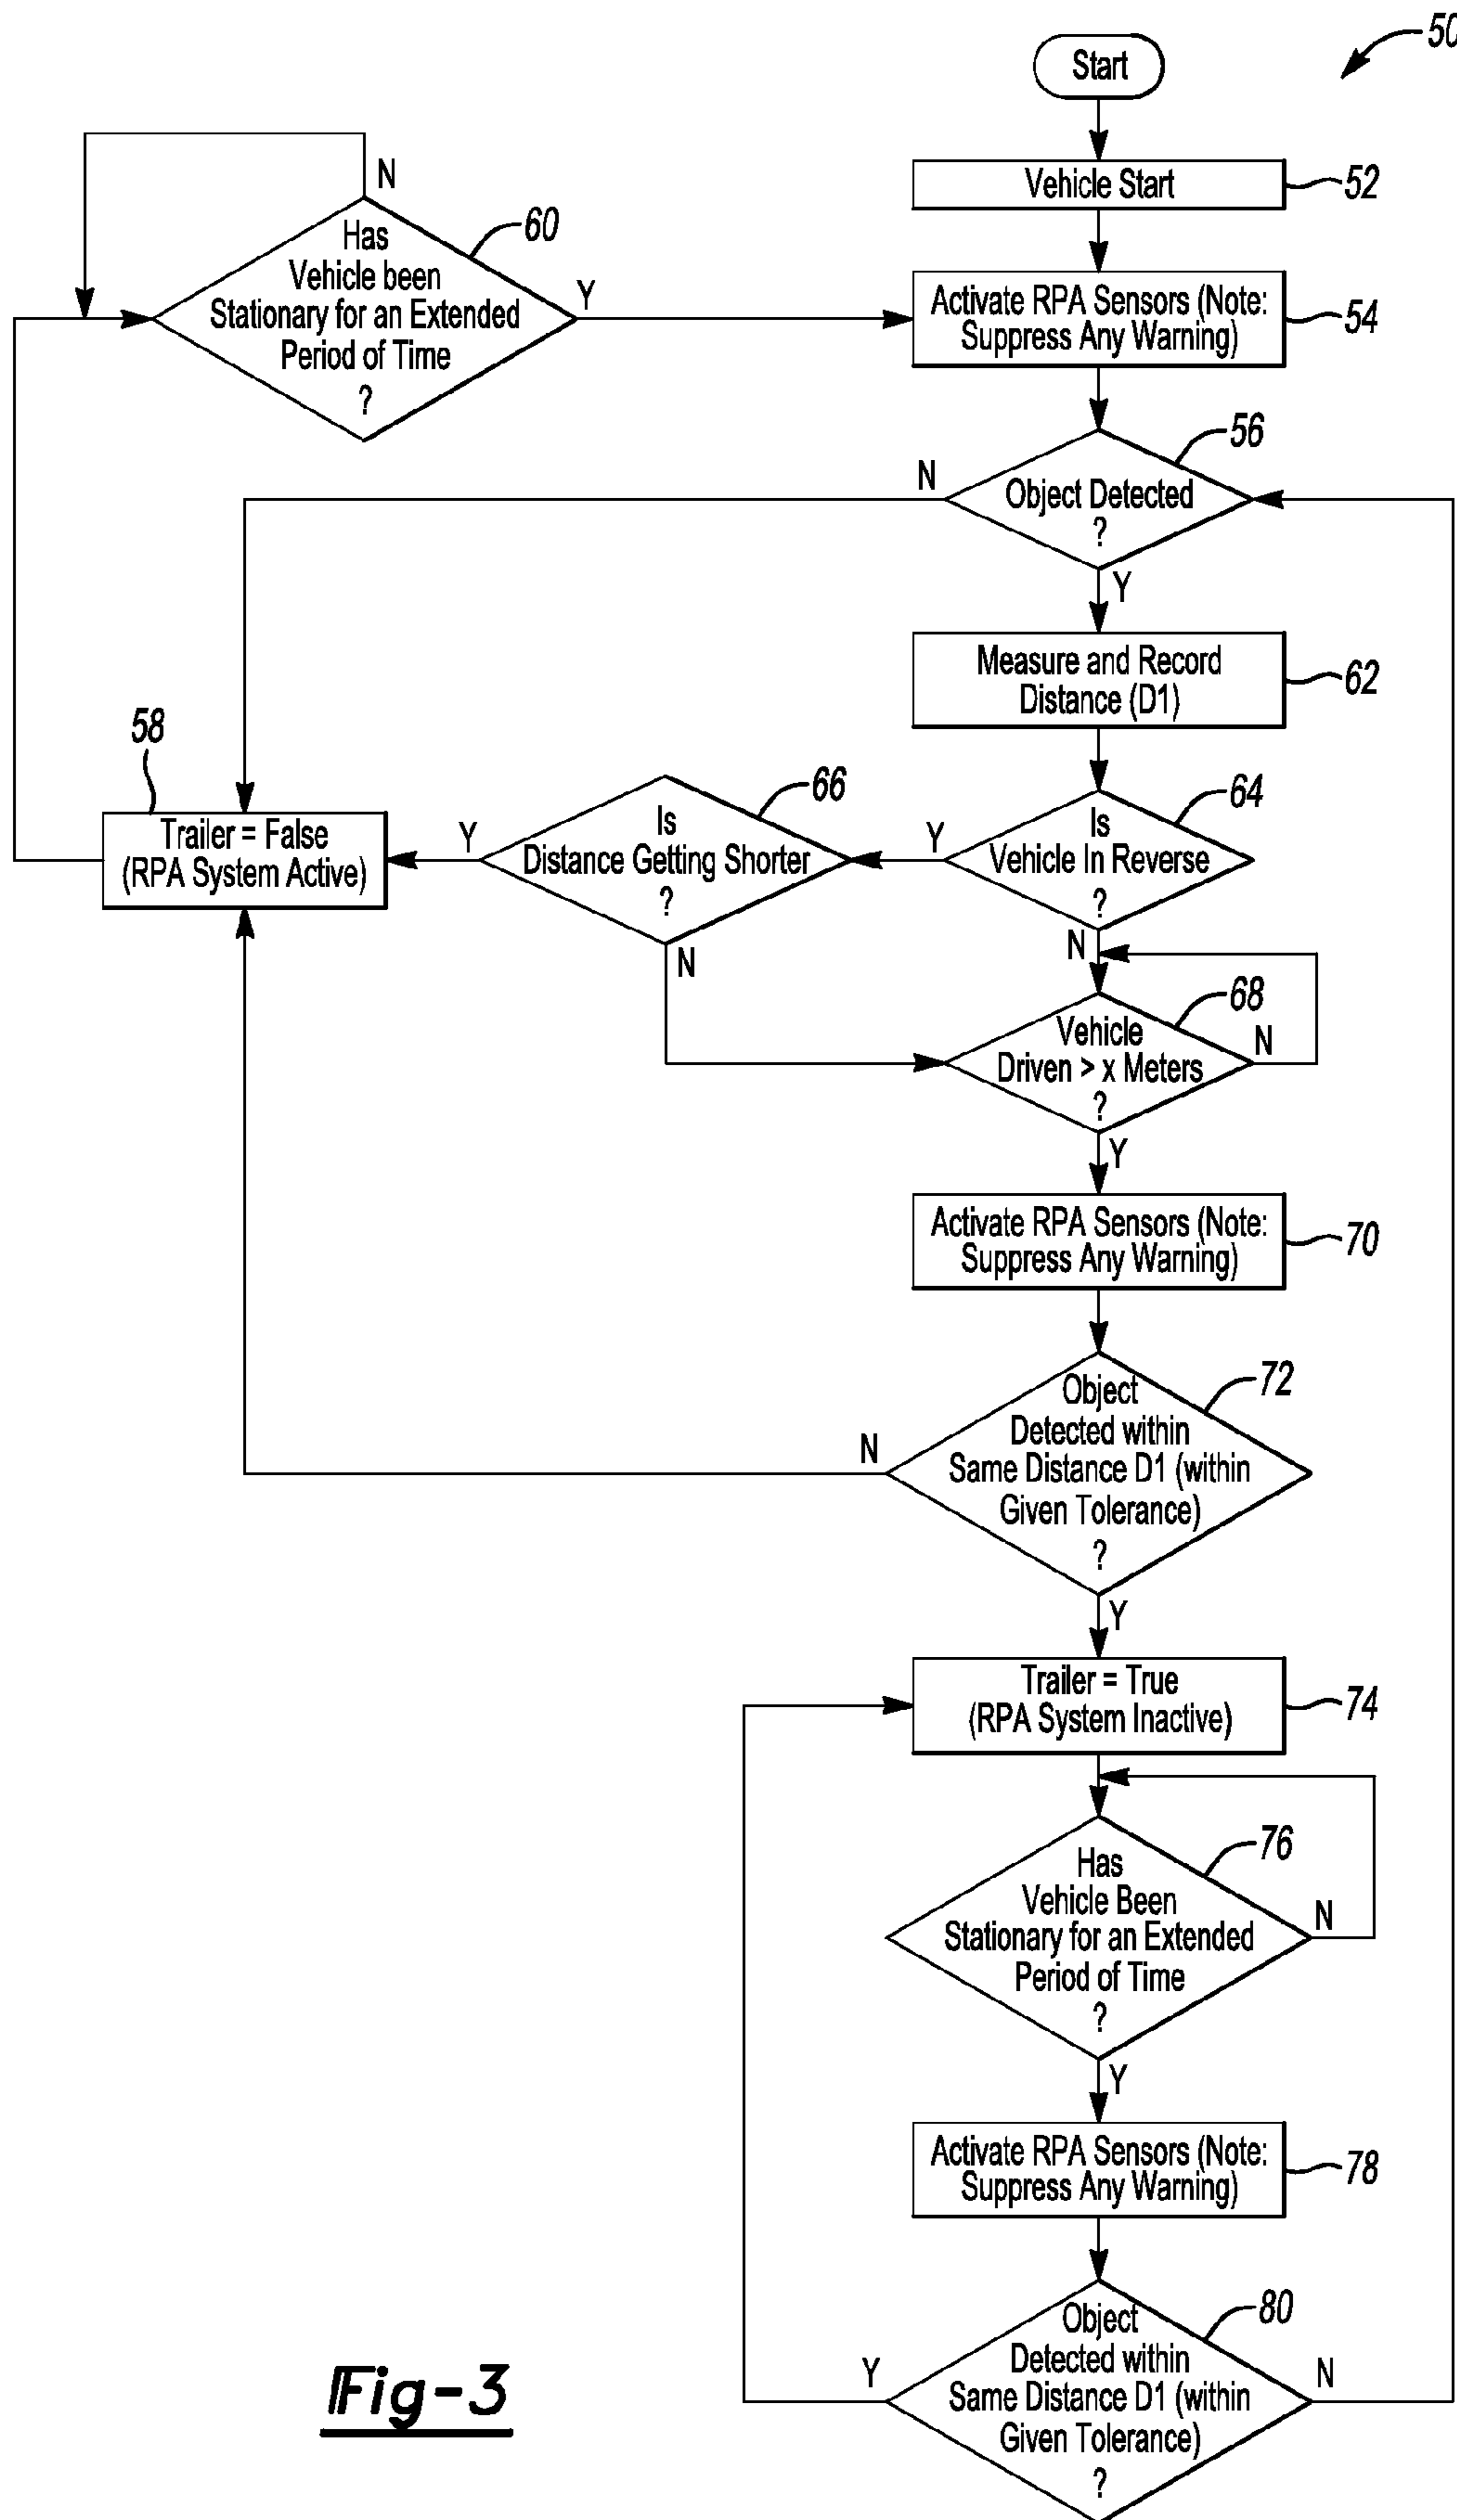 50
Start
Vehicle Start
52
N
Has
Vehicle been
Stationary for an Extended
Period of Time
?
60
Y
Activate RPA Sensors (Note:
Suppress Any Warning)
54
N
Object Detected
?
56
Y
Measure and Record
Distance (D1)
62
58
Trailer = False
(RPA System Active)
Y
Is
Distance Getting Shorter
?
66
N
Y
Is
Vehicle In Reverse
?
64
N
Vehicle
Driven > x Meters
?
68
N
Y
Activate RPA Sensors (Note:
Suppress Any Warning)
70
N
Object
Detected within
Same Distance D1 (within
Given Tolerance)
?
72
Y
Trailer = True
(RPA System Inactive)
74
Has
Vehicle Been
Stationary for an Extended
Period of Time
?
76
N
Y
Activate RPA Sensors (Note:
Suppress Any Warning)
78
Y
Object
Detected within
Same Distance D1 (within
Given Tolerance)
?
80
N
Fig-3